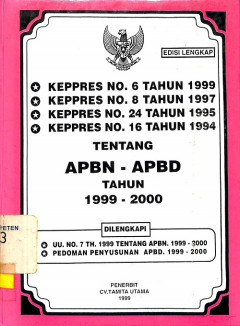 EDISI LENGKAP
KEPPRES NO. 6 TAHUN 1999
KEPPRES NO. 8 TAHUN 1997
KEPPRES NO. 24 TAHUN 1995
KEPPRES NO. 16 TAHUN 1994
TENTANG
APBN - APBD
TAHUN
1999 - 2000
DILENGKAPI
UU. NO. 7 TH. 1999 TENTANG APBN. 1999 - 2000
PEDOMAN PENYUSUNAN APBD. 1999 - 2000
PENERBIT
CV.TAMITA UTAMA
1999
PETEN
3